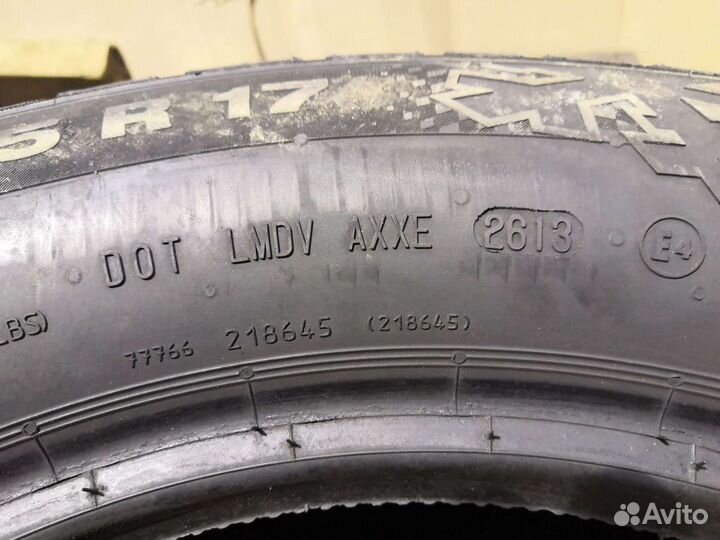 5 R 17
DOT LMDV AXXE 2613 E4
LBS)
77766 218645 (218645)
Avito